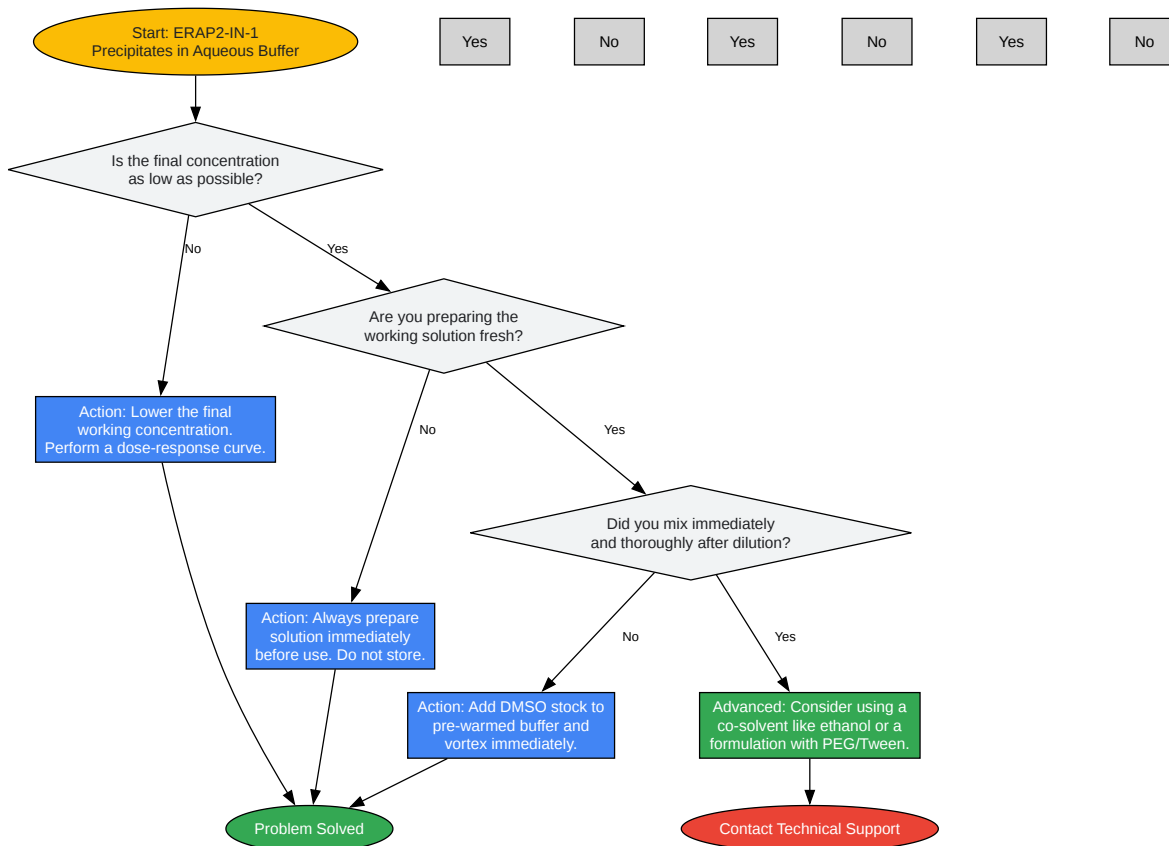 Start: ERAP2-IN-1
Precipitates in Aqueous Buffer
Yes
No
Yes
No
Yes
No
Is the final concentration
as low as possible?
No
Yes
Are you preparing the
working solution fresh?
Action: Lower the final
working concentration.
Perform a dose-response curve.
No
Yes
Did you mix immediately
and thoroughly after dilution?
Action: Always prepare
solution immediately
before use. Do not store.
No
Yes
Action: Add DMSO stock to
pre-warmed buffer and
vortex immediately.
Advanced: Consider using a
co-solvent like ethanol or a
formulation with PEG/Tween.
Problem Solved
Contact Technical Support